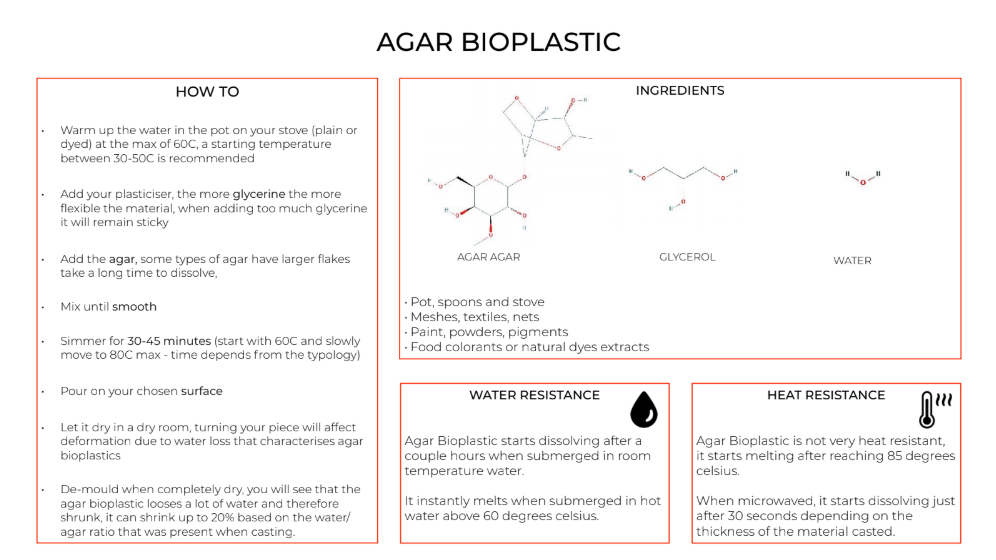 AGAR BIOPLASTIC
HOW TO
• Warm up the water in the pot on your stove (plain or
dyed) at the max of 60C, a starting temperature
between 30-50C is recommended
• Add your plasticiser, the more glycerine the more
flexible the material, when adding too much glycerine
it will remain sticky
• Add the agar, some types of agar have larger flakes
take a long time to dissolve,
• Mix until smooth
• Simmer for 30-45 minutes (start with 60C and slowly
move to 80C max - time depends from the typology)
• Pour on your chosen surface
• Let it dry in a dry room, turning your piece will affect
deformation due to water loss that characterises agar
bioplastics
• De-mould when completely dry, you will see that the
agar bioplastic looses a lot of water and therefore
shrunk, it can shrink up to 20% based on the water/
agar ratio that was present when casting.
INGREDIENTS
AGAR AGAR
GLYCEROL
WATER
• Pot, spoons and stove
• Meshes, textiles, nets
• Paint, powders, pigments
• Food colorants or natural dyes extracts
WATER RESISTANCE
Agar Bioplastic starts dissolving after a
couple hours when submerged in room
temperature water.
It instantly melts when submerged in hot
water above 60 degrees celsius.
HEAT RESISTANCE
Agar Bioplastic is not very heat resistant,
it starts melting after reaching 85 degrees
celsius.
When microwaved, it starts dissolving just
after 30 seconds depending on the
thickness of the material casted.